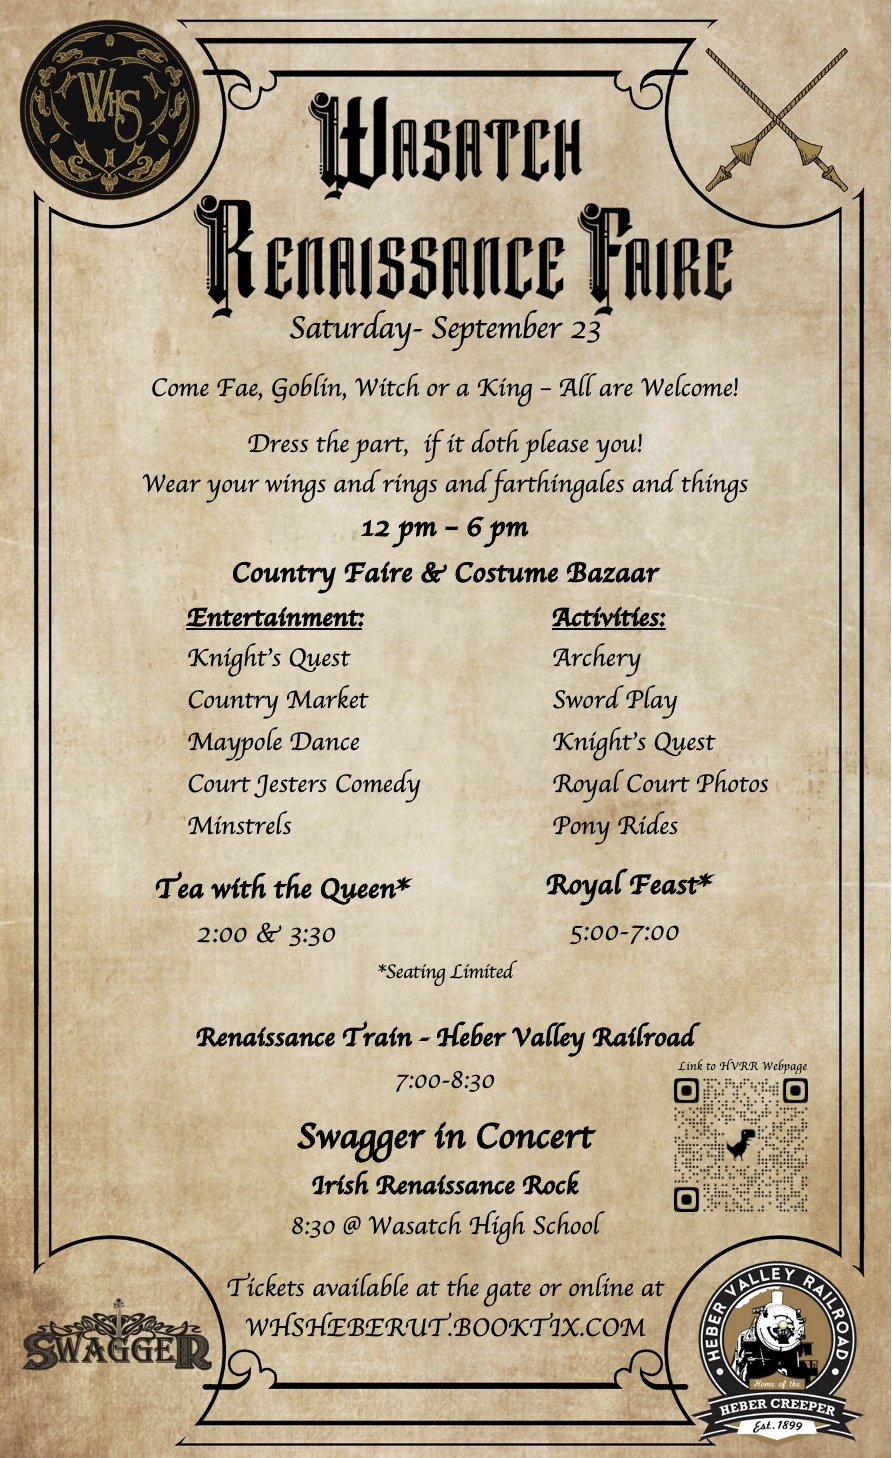 WHS
Wasatch
Renaissance Faire
Saturday- September 23
Come Fae, Goblin, Witch or a King – All are Welcome!
Dress the part,  if it doth please you!
Wear your wings and rings and farthingales and things
12 pm – 6 pm
Country Faire & Costume Bazaar
Entertainment:
Knight's Quest
Country Market
Maypole Dance
Court Jesters Comedy
Minstrels
Activities:
Archery
Sword Play
Knight's Quest
Royal Court Photos
Pony Rides
Tea with the Queen*
2:00 & 3:30
Royal Feast*
5:00-7:00
*Seating Limited
Renaissance Train - Heber Valley Railroad
7:00-8:30
Link to HVRR Webpage
Swagger in Concert
Irish Renaissance Rock
8:30 @ Wasatch High School
Tickets available at the gate or online at
WHSHEBERUT.BOOKTIX.COM
SWAGGER
HEBER VALLEY RAILROAD
Home of the
HEBER CREEPER
Est. 1899